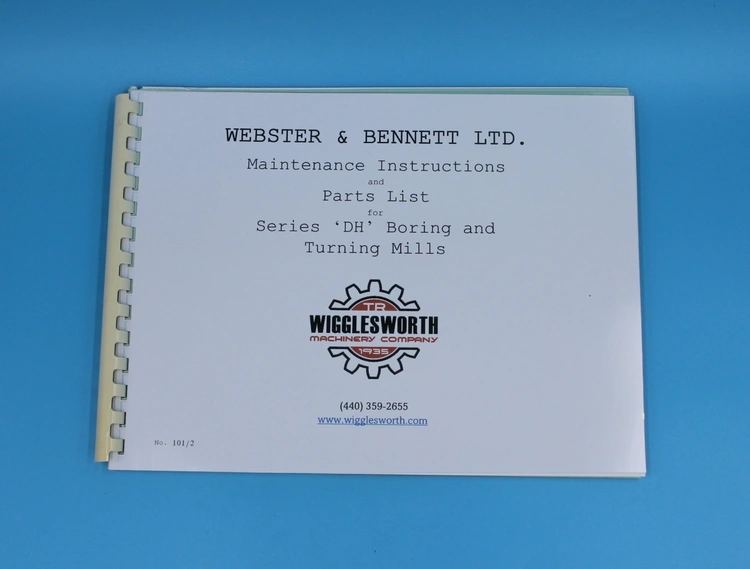 WEBSTER & BENNETT LTD.
Maintenance Instructions
and
Parts List
for
Series ‘DH’ Boring and
Turning Mills
TR
WIGGLESWORTH
MACHINERY COMPANY
1935
(440) 359-2655
www.wigglesworth.com
No. 101/2